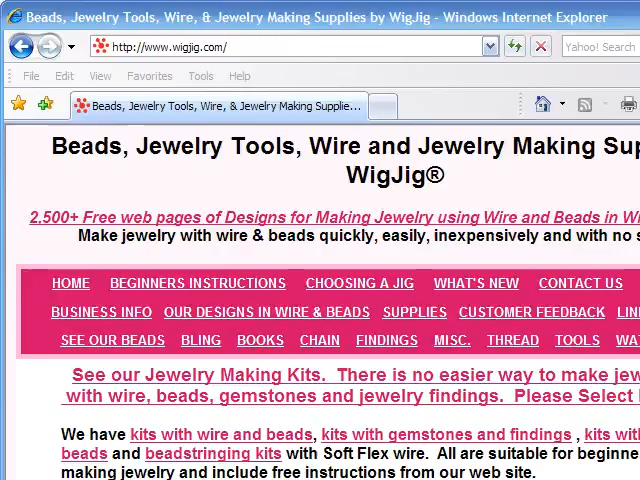 Beads, Jewelry Tools, Wire, & Jewelry Making Supplies by WigJig - Windows Internet Explorer
http://www.wigjig.com/
Yahoo! Search
File Edit View Favorites Tools Help
Beads, Jewelry Tools, Wire, & Jewelry Making Supplie...
Beads, Jewelry Tools, Wire and Jewelry Making Sup
WigJig®
2,500+ Free web pages of Designs for Making Jewelry using Wire and Beads in Wi
Make jewelry with wire & beads quickly, easily, inexpensively and with no s
HOME BEGINNERS INSTRUCTIONS CHOOSING A JIG WHAT'S NEW CONTACT US
BUSINESS INFO OUR DESIGNS IN WIRE & BEADS SUPPLIES CUSTOMER FEEDBACK LIN
SEE OUR BEADS BLING BOOKS CHAIN FINDINGS MISC. THREAD TOOLS WA
See our Jewelry Making Kits. There is no easier way to make jew
with wire, beads, gemstones and jewelry findings. Please Select
We have kits with wire and beads, kits with gemstones and findings , kits wit
beads and beadstringing kits with Soft Flex wire. All are suitable for beginne
making jewelry and include free instructions from our web site.